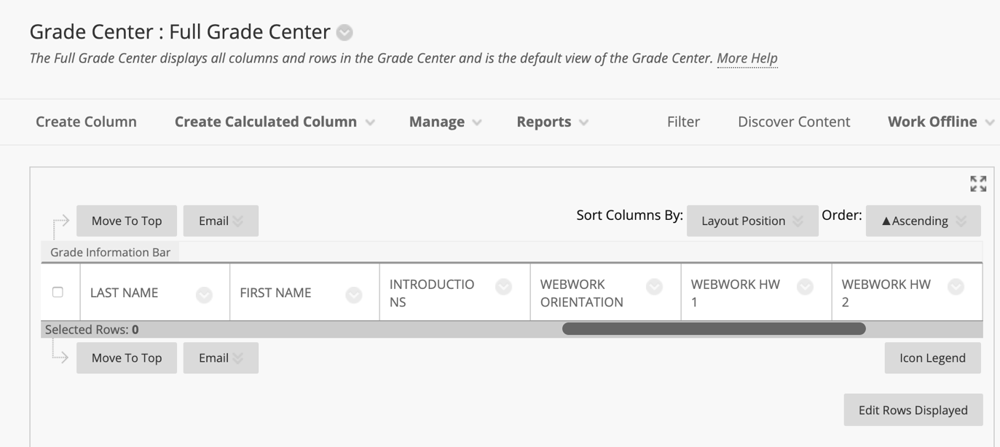 Grade Center : Full Grade Center
The Full Grade Center displays all columns and rows in the Grade Center and is the default view of the Grade Center. More Help
Create Column Create Calculated Column Manage Reports Filter Discover Content Work Offline
Move To Top Email Sort Columns By: Layout Position Order: ▲Ascending
Grade Information Bar
LAST NAME FIRST NAME INTRODUCTIO WEBWORK WEBWORK HW WEBWORK HW
NS ORIENTATION 1 2
Selected Rows: 0
Move To Top Email Icon Legend
Edit Rows Displayed